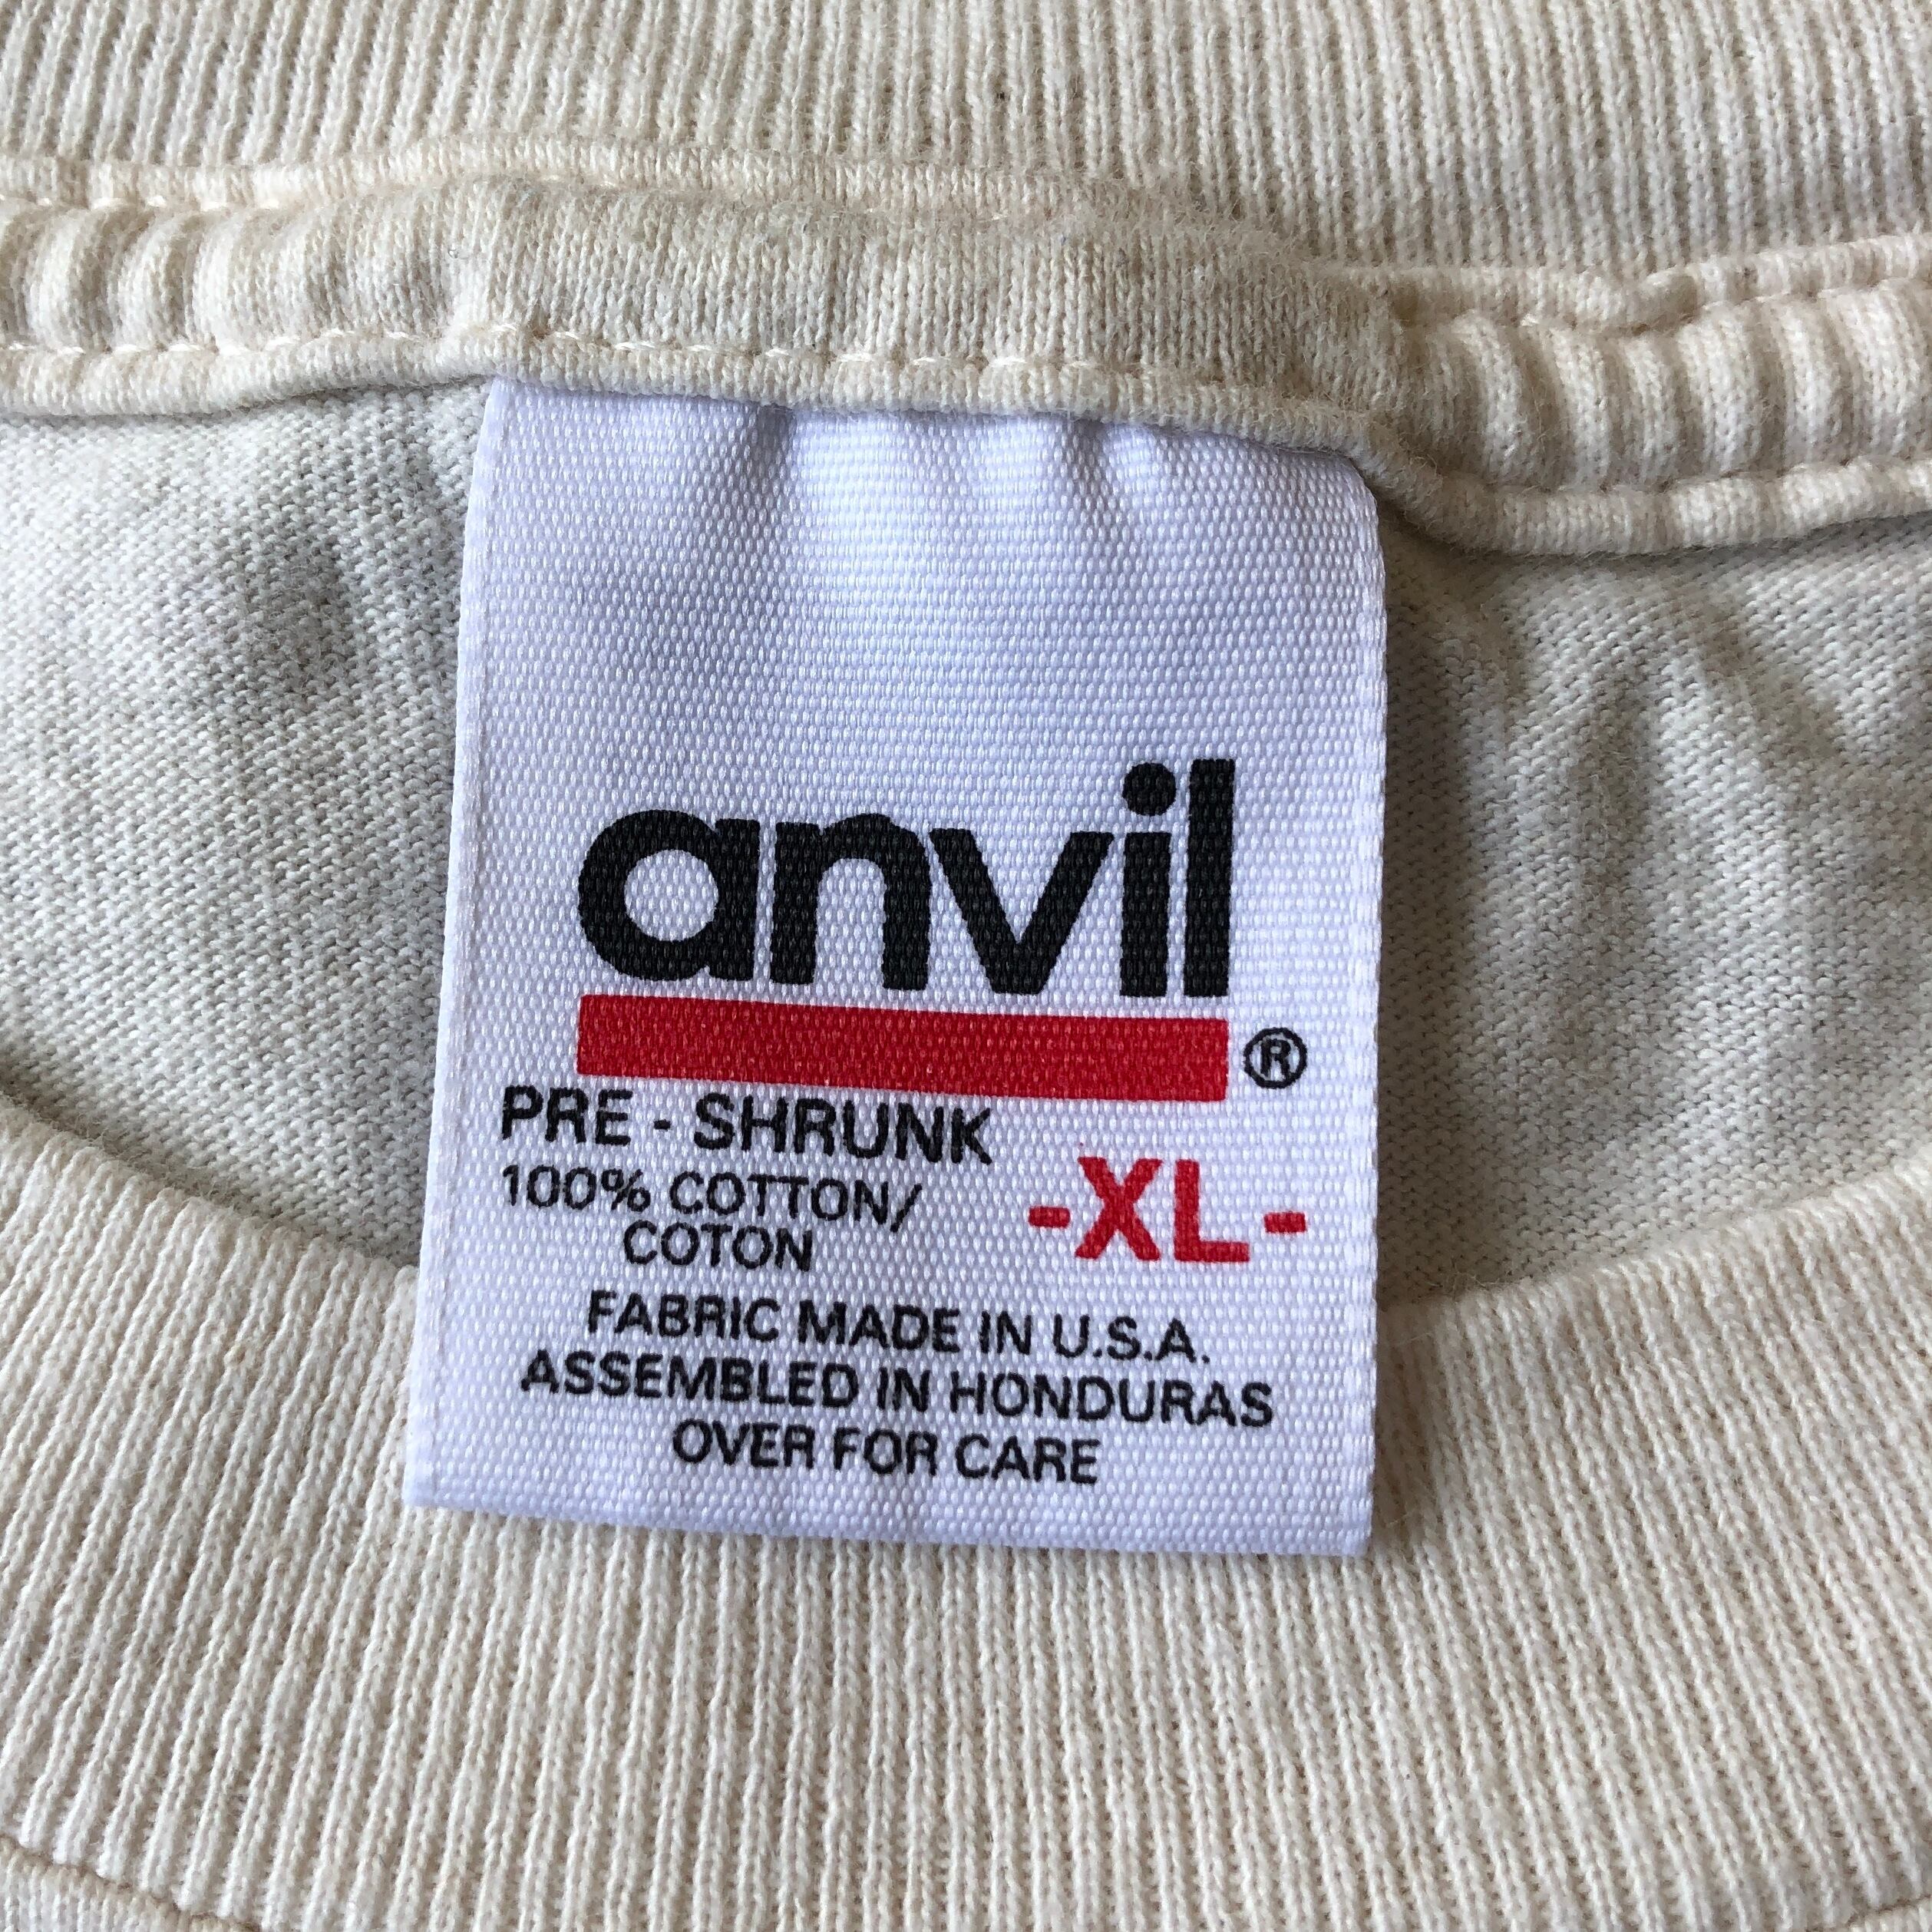 anvil
®
PRE - SHRUNK
100% COTTON/
COTON
-XL-
FABRIC MADE IN U.S.A.
ASSEMBLED IN HONDURAS
OVER FOR CARE